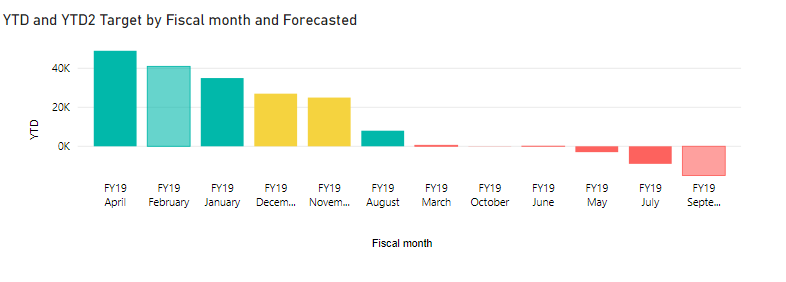 YTD and YTD2 Target by Fiscal month and Forecasted
40K
20K
0K
YTD
FY19 FY19 FY19 FY19 FY19 FY19 FY19 FY19 FY19 FY19 FY19 FY19
April February January Decem... Novem... August March October June May July Septe...
Fiscal month